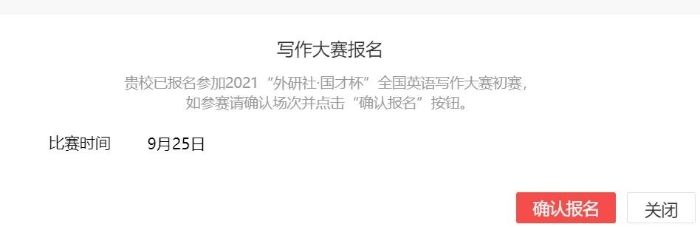 写作大赛报名
贵校已报名参加2021“外研社·国才杯”全国英语写作大赛初赛，
如参赛请确认场次并点击“确认报名”按钮。
比赛时间 9月25日
确认报名 关闭